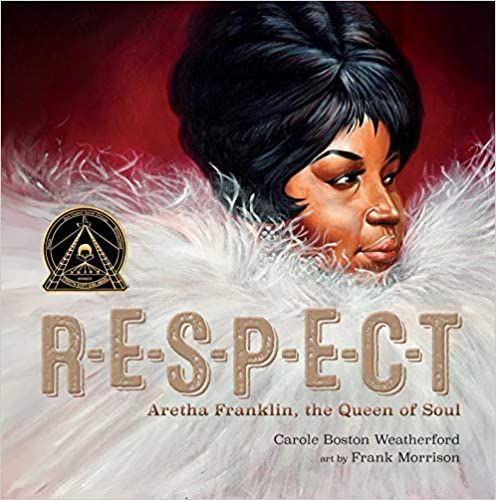 R-E-S-P-E-C-T
Aretha Franklin, the Queen of Soul
Carole Boston Weatherford
art by Frank Morrison